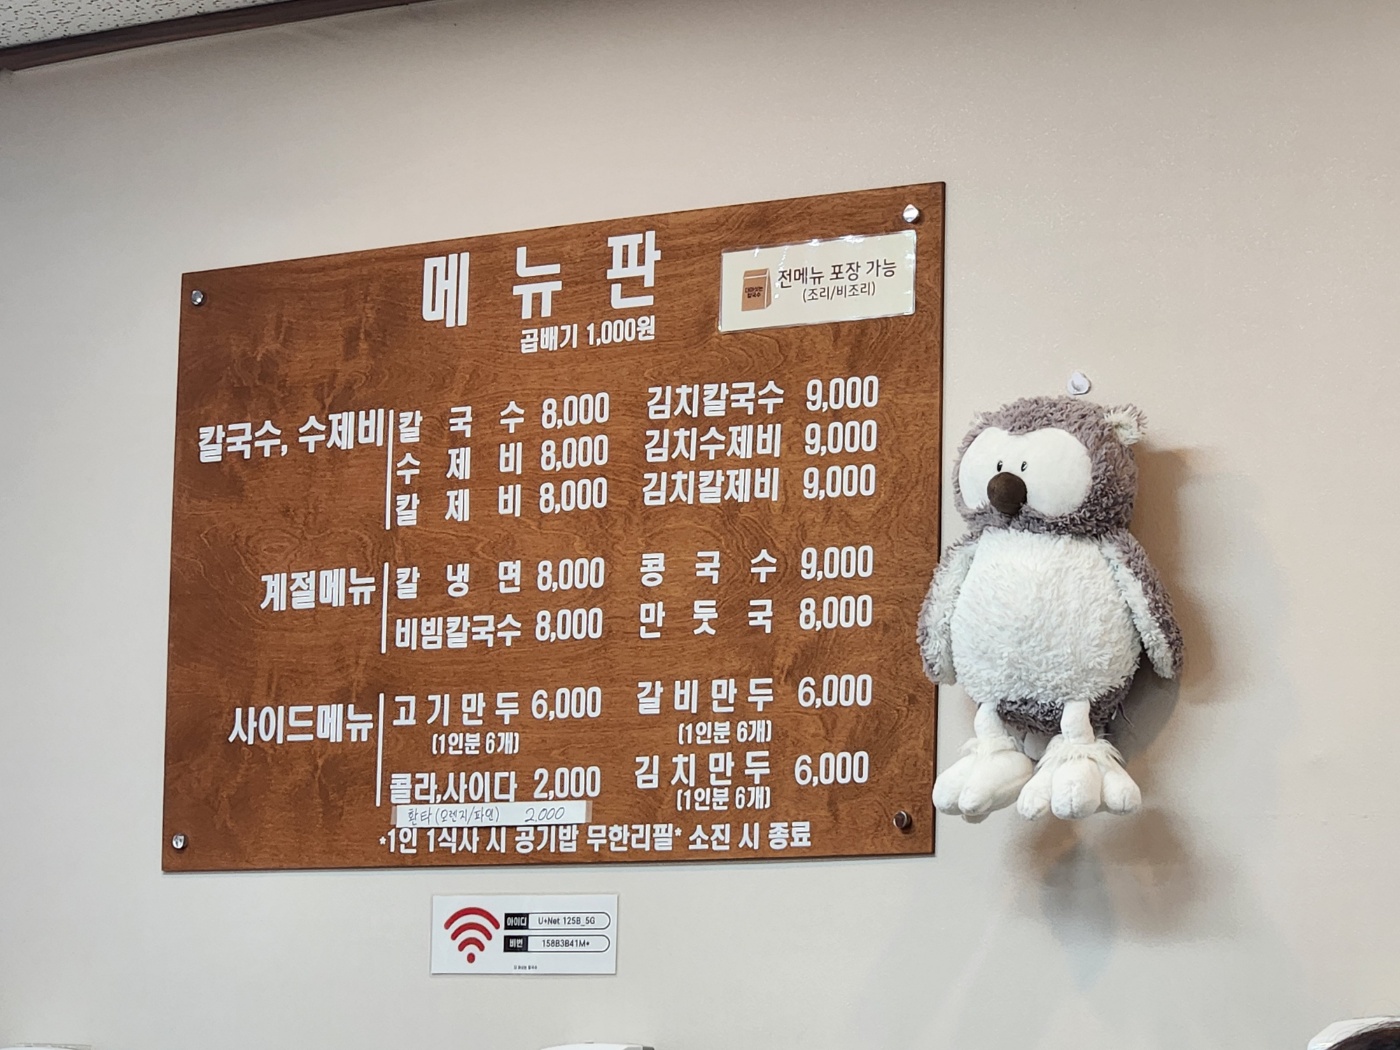 메 뉴 판
곱배기 1,000원
전메뉴 포장 가능
(조리/비조리)
칼국수, 수제비
칼 국 수 8,000 김치칼국수 9,000
수 제 비 8,000 김치수제비 9,000
칼 제 비 8,000 김치칼제비 9,000
계절메뉴
칼 냉 면 8,000 콩 국 수 9,000
비빔칼국수 8,000 만 둣 국 8,000
사이드메뉴
고 기 만 두 6,000 갈 비 만 두 6,000
(1인분 6개) (1인분 6개)
콜라,사이다 2,000 김 치 만 두 6,000
(1인분 6개)
환타(오렌지/파인) 2,000
*1인 1식사 시 공기밥 무한리필* 소진 시 종료
아이디 U+Net 125B_5G
비번 158B3B41M*